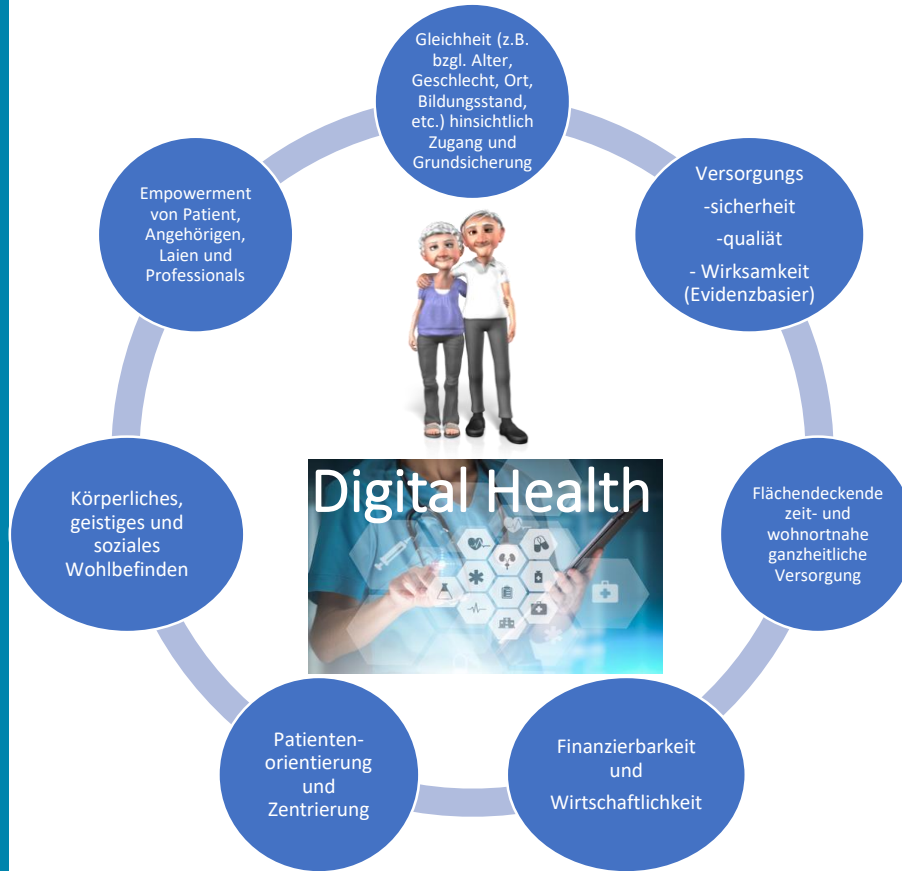 Gleichheit (z.B.
bzgl. Alter,
Geschlecht, Ort,
Bildungsstand,
etc.) hinsichtlich
Zugang und
Grundsicherung
Versorgungs
-sicherheit
-qualiät
- Wirksamkeit
(Evidenzbasier)
Flächendeckende
zeit- und
wohnortnahe
ganzheitliche
Versorgung
Finanzierbarkeit
und
Wirtschaftlichkeit
Patienten-
orientierung
und
Zentrierung
Körperliches,
geistiges und
soziales
Wohlbefinden
Empowerment
von Patient,
Angehörigen,
Laien und
Professionals
Digital Health